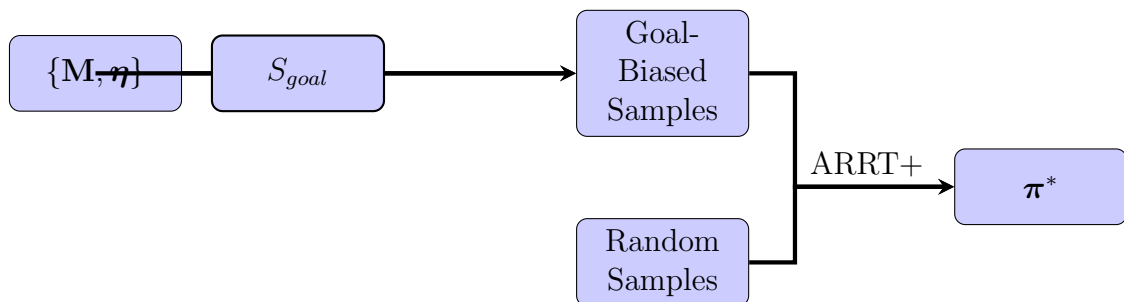 {M, η}
S_goal
Goal-
Biased
Samples
ARRT+
π*
Random
Samples